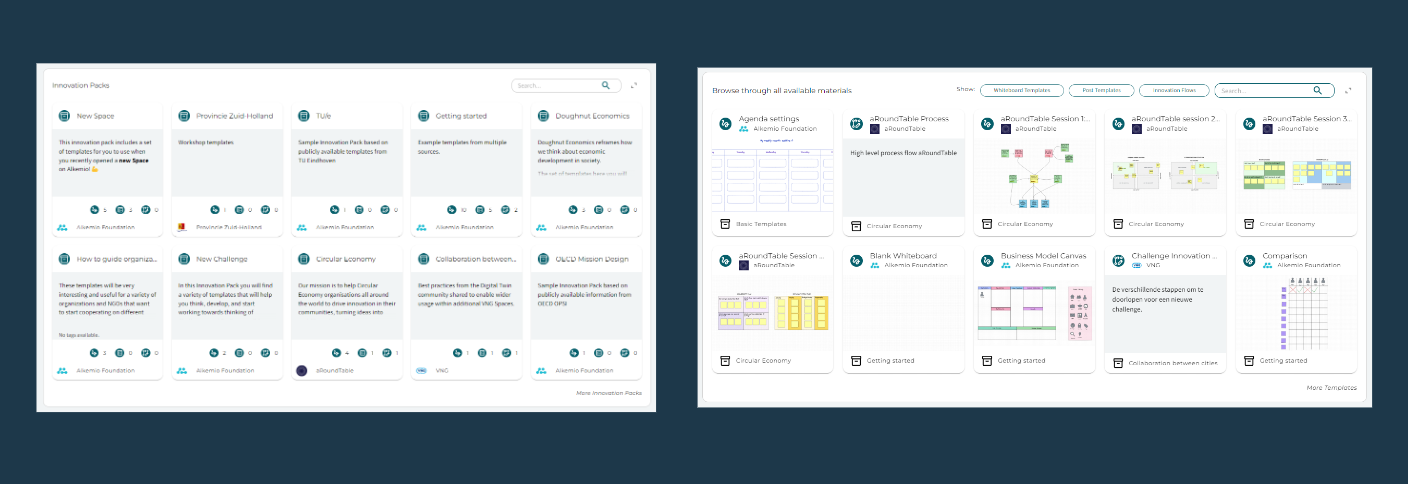 Innovation Packs
Search...
New Space
This innovation pack includes a set
of templates for you to use when
you recently opened a new Space
on Alkemio! 💪
5 3 0
Alkemio Foundation
Provincie Zuid-Holland
Workshop templates.
1 0 0
Provincie Zuid-Holland
TU/e
Sample Innovation Pack based on
publicly available templates from
TU Eindhoven
1 0 0
Alkemio Foundation
Getting started
Example templates from multiple
sources.
10 5 2
Alkemio Foundation
Doughnut Economics
Doughnut Economics reframes how
we think about economic
development in society.
The set of templates here you will
3 0 0
Alkemio Foundation
How to guide organiza...
These templates will be very
interesting and useful for a variety of
organizations and NGOs that want
to start cooperating on different
No tags available.
3 0 0
Alkemio Foundation
New Challenge
In this Innovation Pack you will find
a variety of templates that will help
you think, develop, and start
working towards thinking of
2 0 0
Alkemio Foundation
Circular Economy
Our mission is to help Circular
Economy organisations all around
the world to drive innovation in their
communities, turning ideas into
4 1 1
aRoundTable
Collaboration between...
Best practices from the Digital Twin
community shared to enable wider
usage within additional VNG Spaces
1 1 1
VNG
OECD Mission Design
Sample Innovation Pack based on
publicly available information from
OECD OPSI
1 0 0
Alkemio Foundation
More Innovation Packs
Browse through all available materials
Show:
Whiteboard Templates
Post Templates
Innovation Flows
Search...
Agenda settings
Alkemio Foundation
Basic Templates
aRoundTable Process
aRoundTable
High level process flow aRoundTable
Circular Economy
aRoundTable Session 1:...
aRoundTable
Circular Economy
aRoundTable session 2...
aRoundTable
Circular Economy
aRoundTable Session 3...
aRoundTable
Circular Economy
aRoundTable Session ...
aRoundTable
Circular Economy
Blank Whiteboard
Alkemio Foundation
Getting started
Business Model Canvas
Alkemio Foundation
Getting started
Challenge Innovation ...
VNG
De verschillende stappen om te
doorlopen voor een nieuwe
challenge.
Collaboration between cities
Comparison
Alkemio Foundation
Getting started
More Templates